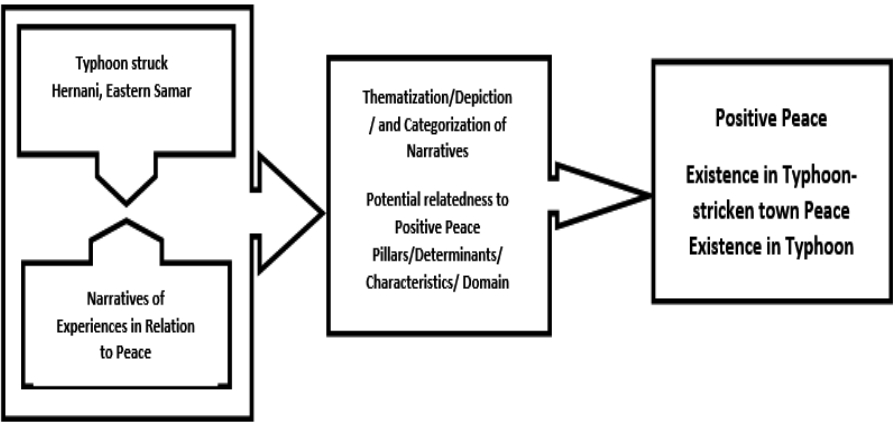 Typhoon struck
Hernani, Eastern Samar
Narratives of
Experiences in Relation
to Peace
Thematization/Depiction
/ and Categorization of
Narratives
Potential relatedness to
Positive Peace
Pillars/Determinants/
Characteristics/ Domain
Positive Peace
Existence in Typhoon-
stricken town Peace
Existence in Typhoon